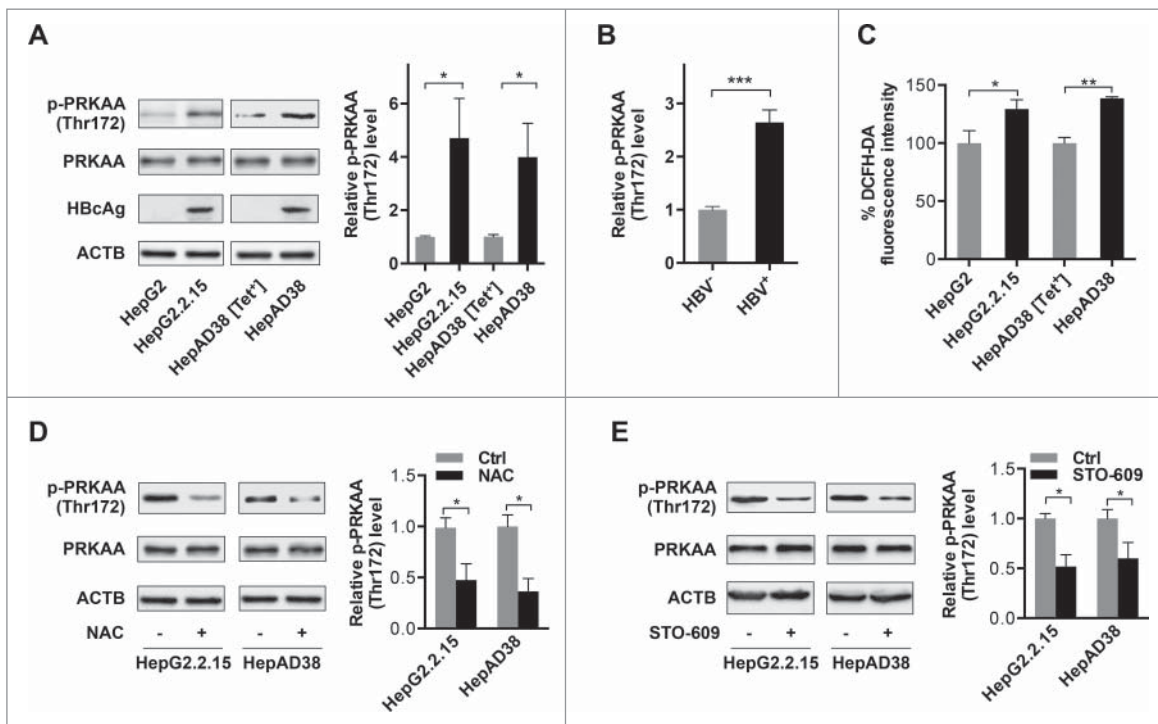 A
p-PRKAA
(Thr172)
PRKAA
HBcAg
ACTB
HepG2
HepG2.2.15
HepAD38 [Tet+]
HepAD38
Relative p-PRKAA
(Thr172) level
8
6
4
2
0
*
*
HepG2
HepG2.2.15
HepAD38 [Tet+]
HepAD38
B
Relative p-PRKAA
(Thr172) level
3
2
1
0
***
HBV-
HBV+
C
% DCFH-DA
fluorescence intensity
150
100
50
0
*
**
HepG2
HepG2.2.15
HepAD38 [Tet+]
HepAD38
D
p-PRKAA
(Thr172)
PRKAA
ACTB
NAC - + - +
HepG2.2.15 HepAD38
Ctrl
NAC
Relative p-PRKAA
(Thr172) level
1.5
1.0
0.5
0.0
*
*
HepG2.2.15
HepAD38
E
p-PRKAA
(Thr172)
PRKAA
ACTB
STO-609 - + - +
HepG2.2.15 HepAD38
Ctrl
STO-609
Relative p-PRKAA
(Thr172) level
1.5
1.0
0.5
0.0
*
*
HepG2.2.15
HepAD38